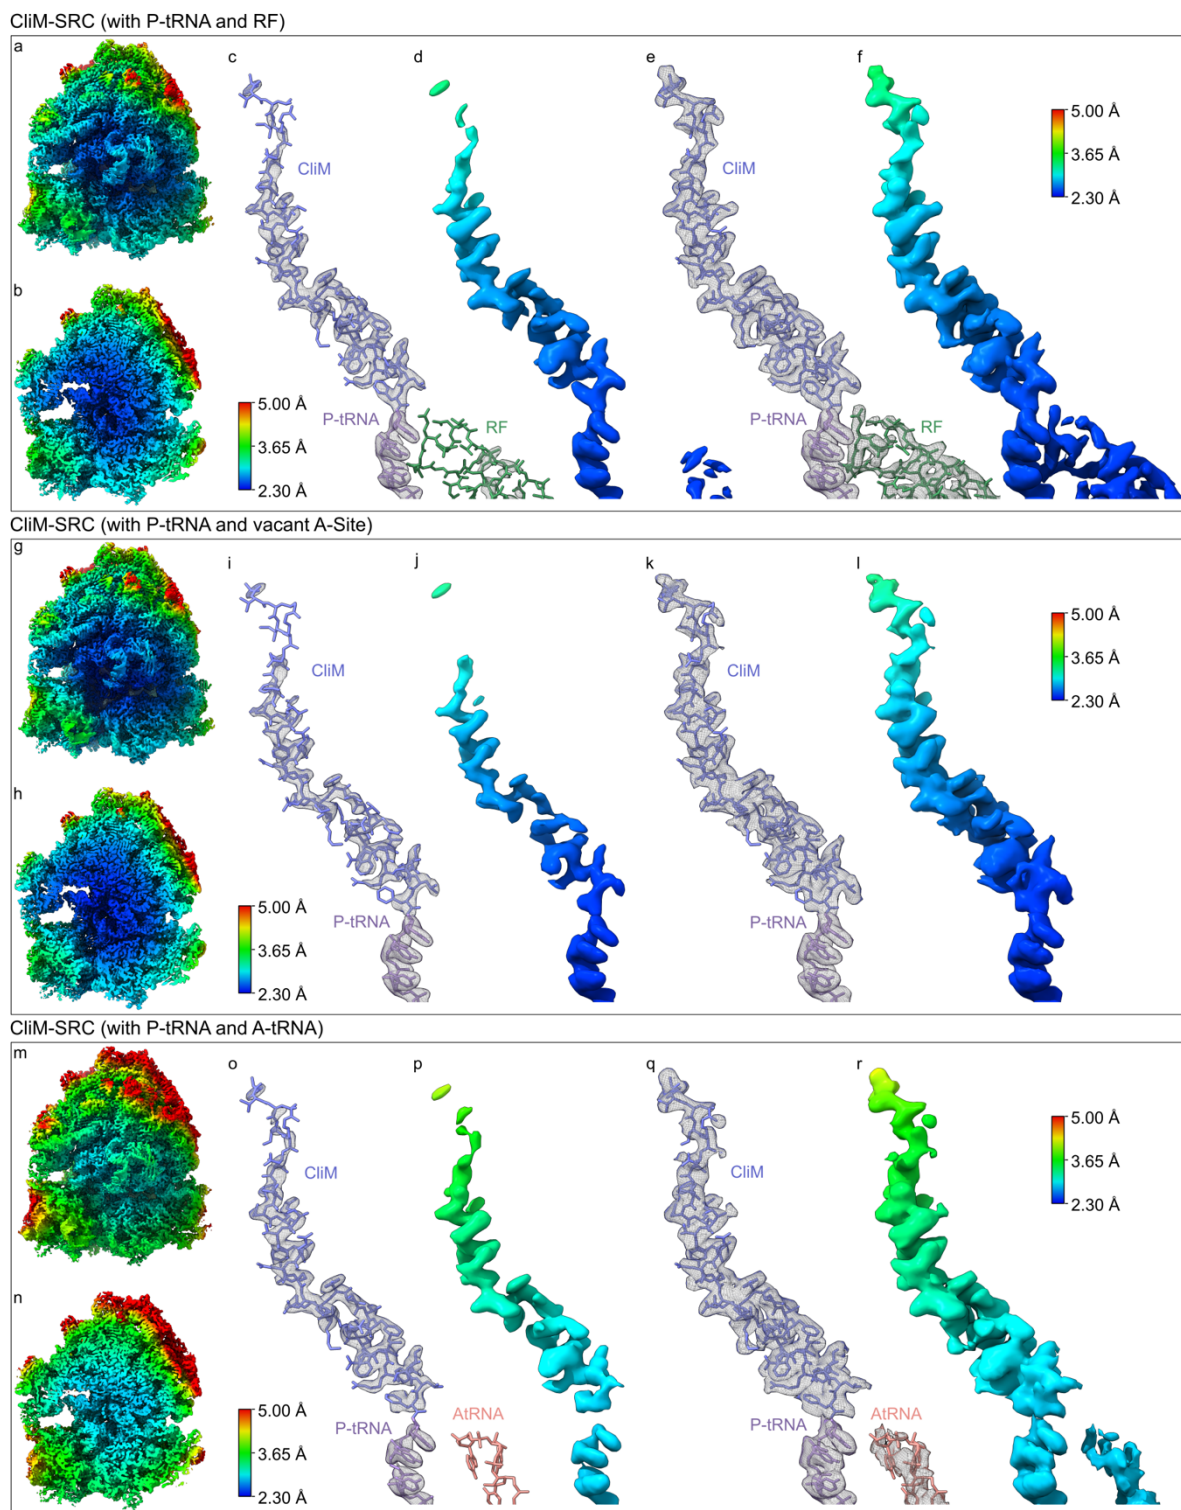 CliM-SRC (with P-tRNA and RF)
a
c
d
e
f
5.00 Å
3.65 Å
2.30 Å
CliM
CliM
b
5.00 Å
3.65 Å
2.30 Å
P-tRNA
RF
P-tRNA
RF
CliM-SRC (with P-tRNA and vacant A-Site)
g
i
j
k
l
5.00 Å
3.65 Å
2.30 Å
CliM
CliM
h
5.00 Å
3.65 Å
2.30 Å
P-tRNA
P-tRNA
CliM-SRC (with P-tRNA and A-tRNA)
m
o
p
q
r
5.00 Å
3.65 Å
2.30 Å
CliM
CliM
n
5.00 Å
3.65 Å
2.30 Å
P-tRNA
AtRNA
P-tRNA
AtRNA